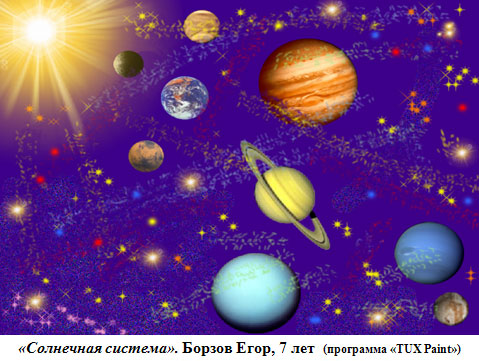 «Солнечная система». Борзов Егор, 7 лет (программа «TUX Paint»)